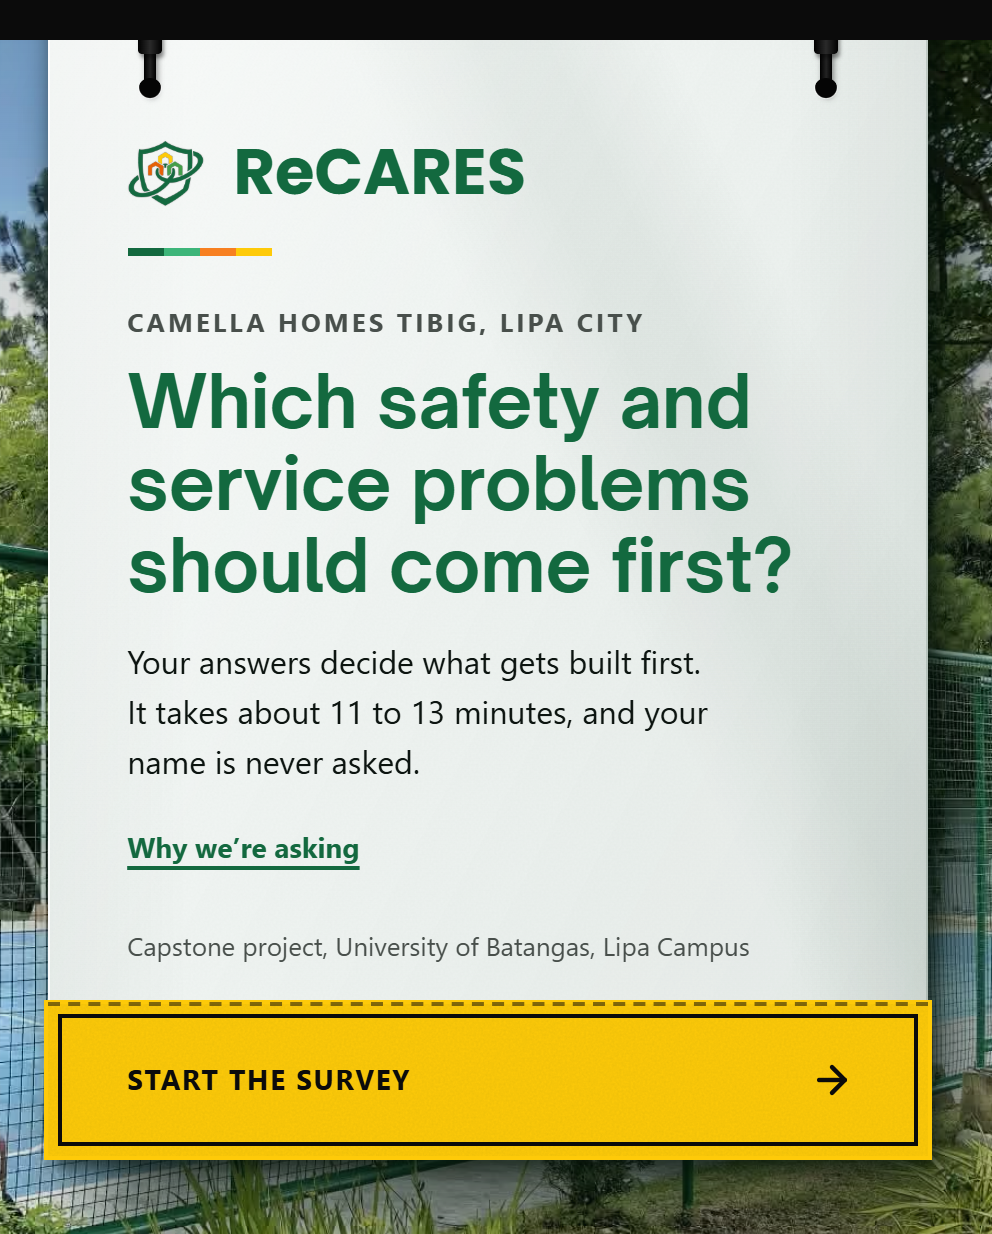 ReCARES
CAMELLA HOMES TIBIG, LIPA CITY
Which safety and
service problems
should come first?
Your answers decide what gets built first.
It takes about 11 to 13 minutes, and your
name is never asked.
Why we’re asking
Capstone project, University of Batangas, Lipa Campus
START THE SURVEY